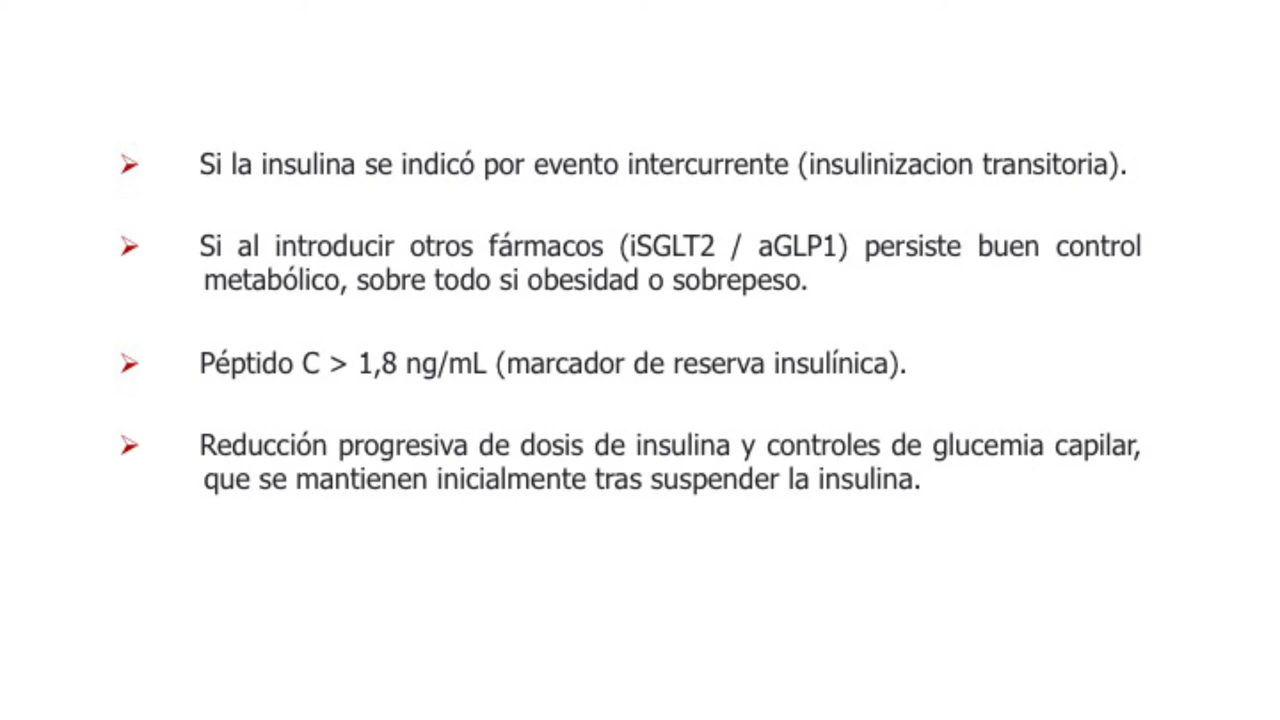 Si la insulina se indicó por evento intercurrente (insulinizacion transitoria).
Si al introducir otros fármacos (iSGLT2 / aGLP1) persiste buen control
metabólico, sobre todo si obesidad o sobrepeso.
Péptido C > 1,8 ng/mL (marcador de reserva insulínica).
Reducción progresiva de dosis de insulina y controles de glucemia capilar,
que se mantienen inicialmente tras suspender la insulina.